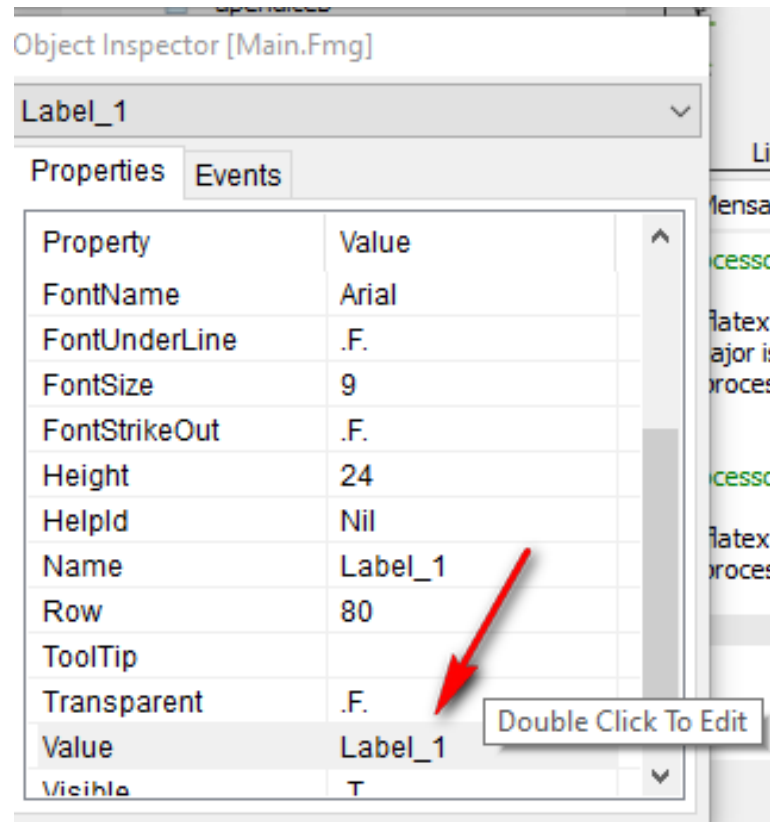 Object Inspector [Main.Fmg]
Label_1
Properties Events
Property Value
FontName Arial
FontUnderLine .F.
FontSize 9
FontStrikeOut .F.
Height 24
HelpId Nil
Name Label_1
Row 80
ToolTip
Transparent .F.
Value Label_1
Visible .T.
Double Click To Edit